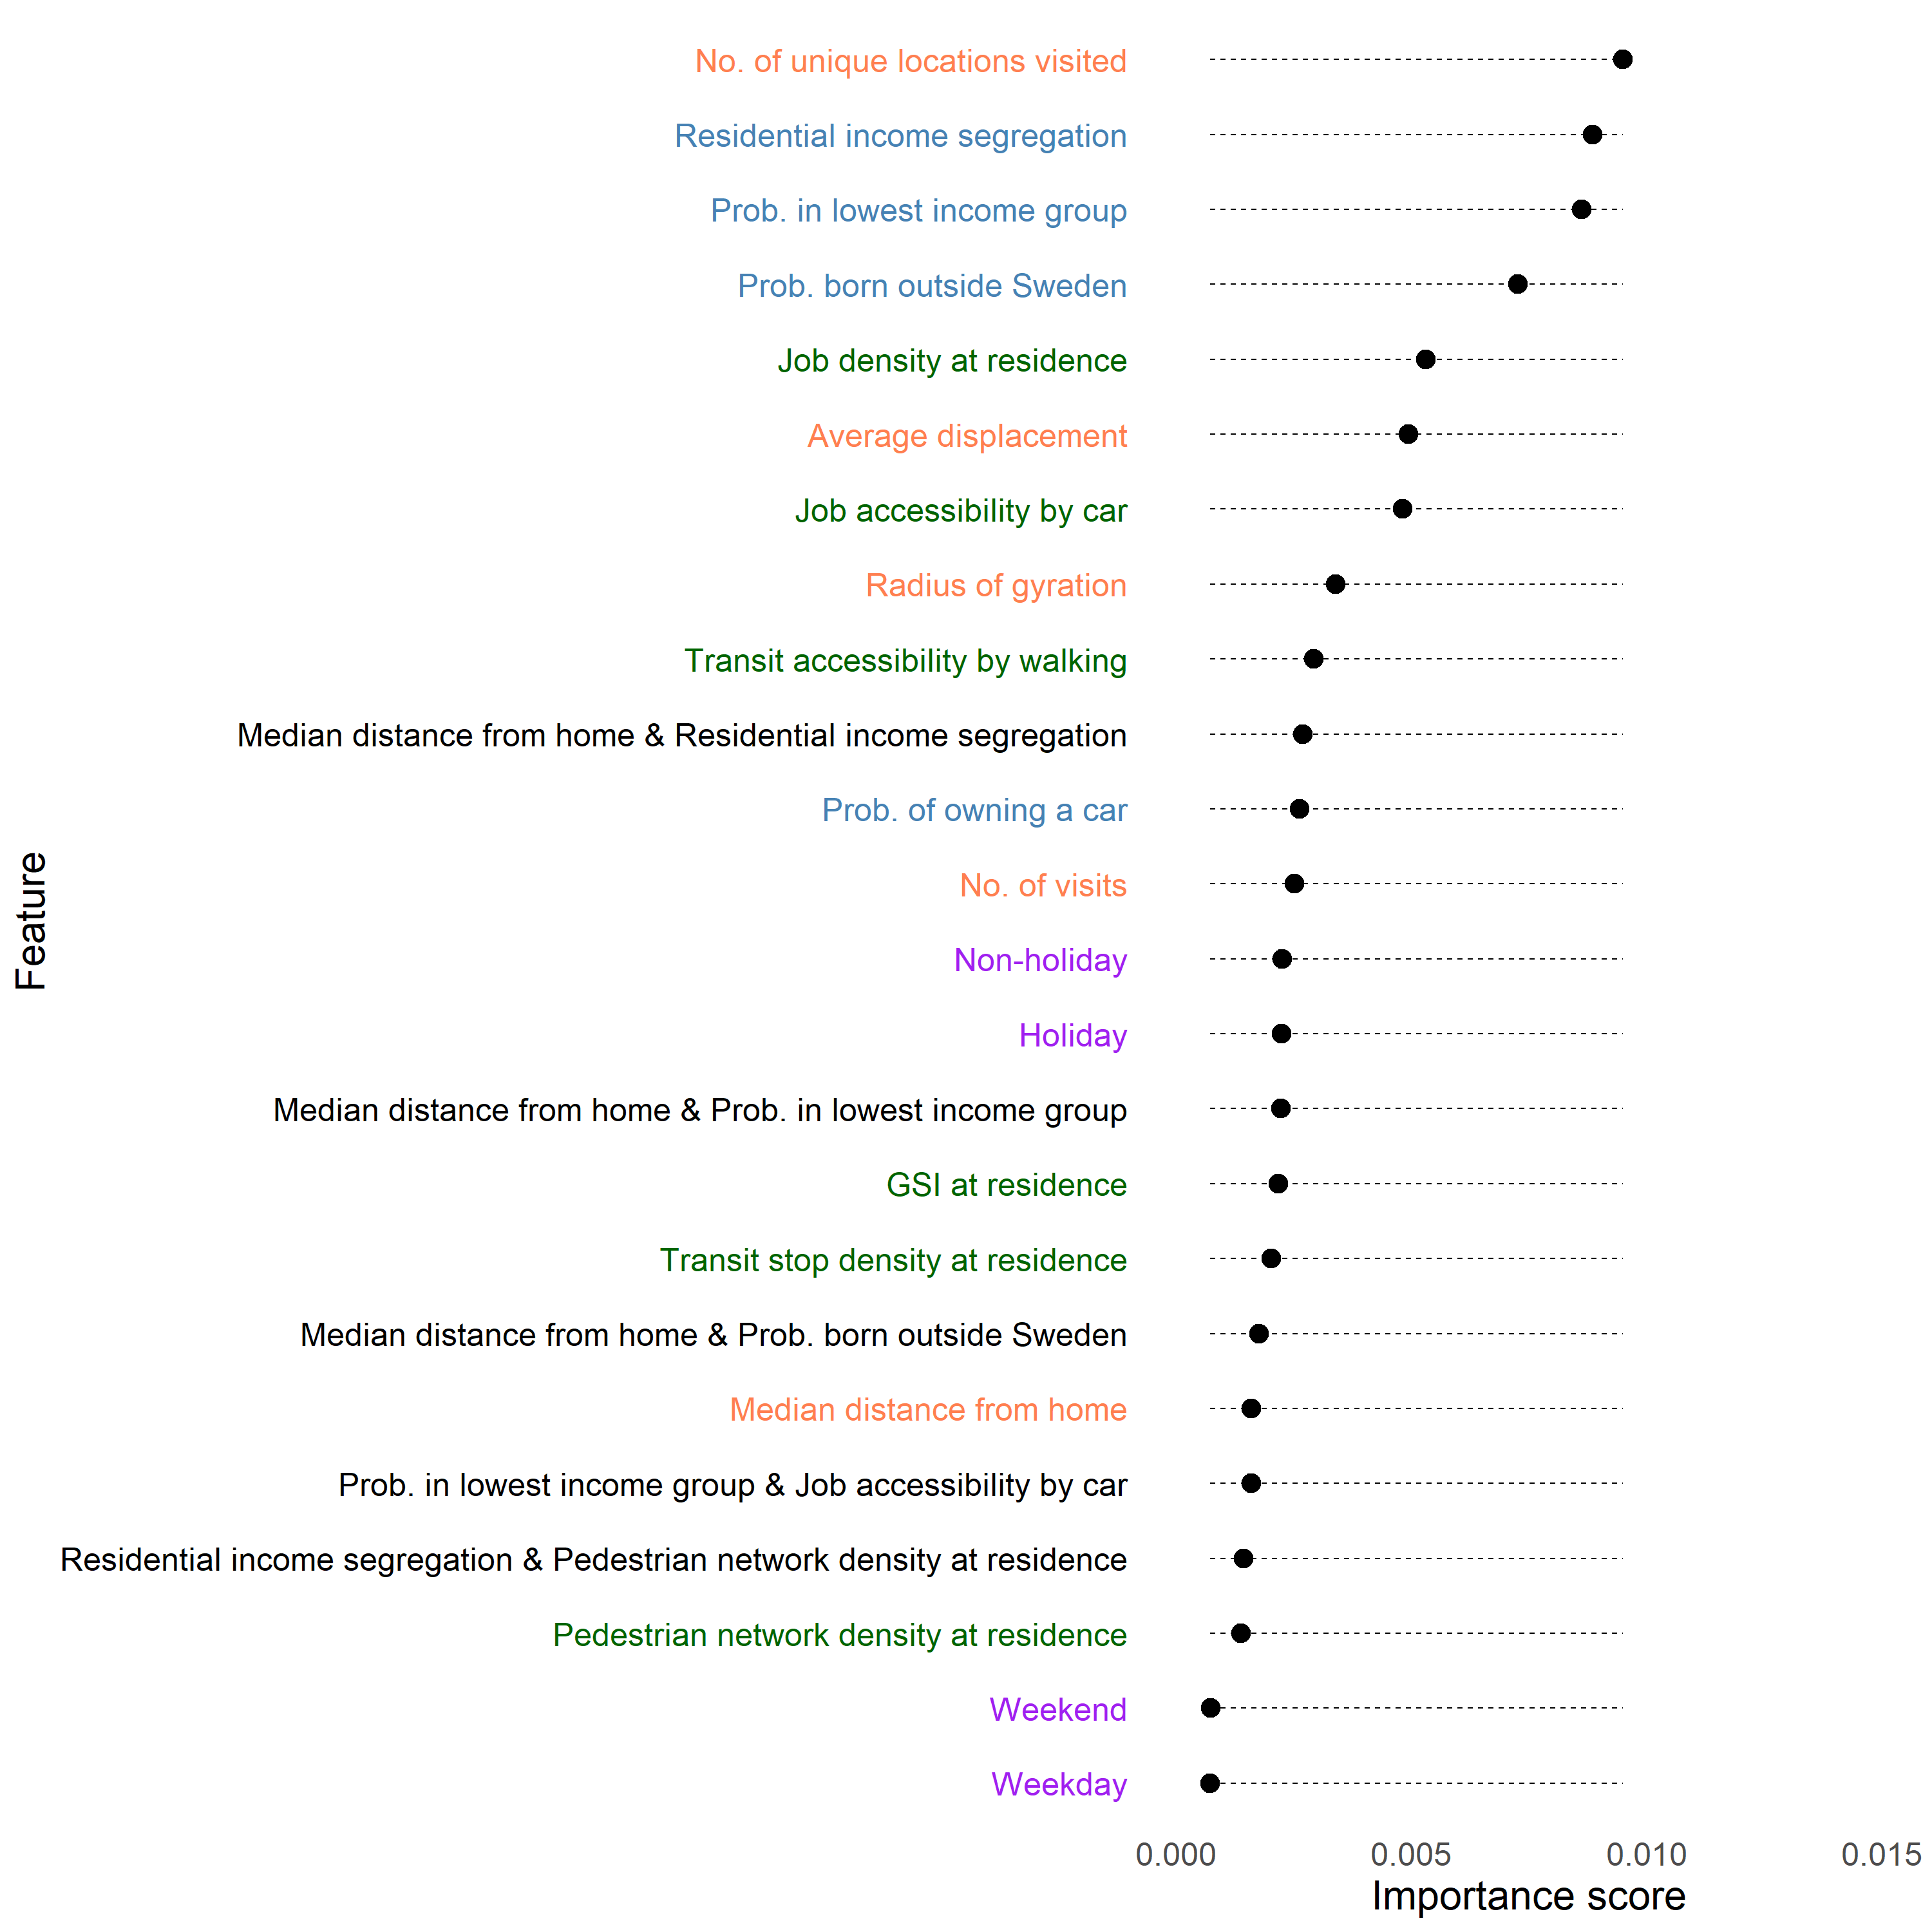 No. of unique locations visited
Residential income segregation
Prob. in lowest income group
Prob. born outside Sweden
Job density at residence
Average displacement
Job accessibility by car
Radius of gyration
Transit accessibility by walking
Median distance from home & Residential income segregation
Prob. of owning a car
No. of visits
Non-holiday
Holiday
Median distance from home & Prob. in lowest income group
GSI at residence
Transit stop density at residence
Median distance from home & Prob. born outside Sweden
Median distance from home
Prob. in lowest income group & Job accessibility by car
Residential income segregation & Pedestrian network density at residence
Pedestrian network density at residence
Weekend
Weekday
Feature
0.000 0.005 0.010 0.015
Importance score